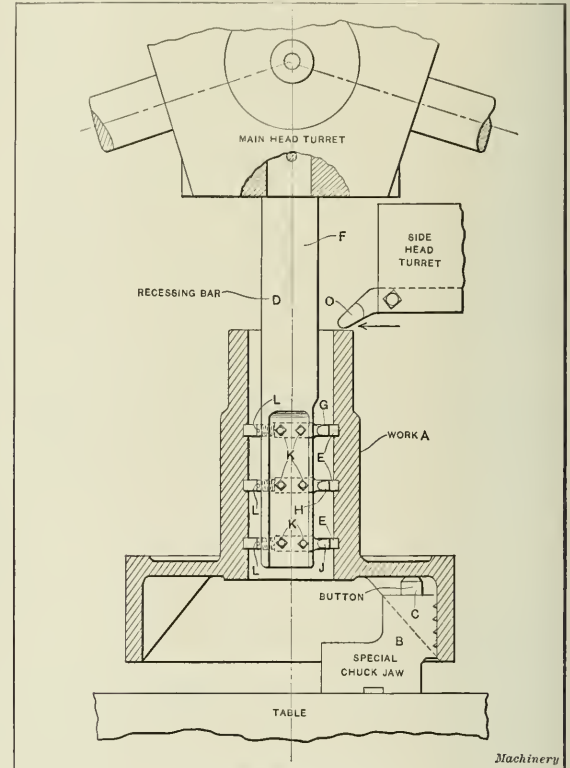 MAIN HEAD TURRET
F
SIDE
HEAD
TURRET
RECESSING BAR
D
O
L
G
WORK A
K
E
L
H
K
E
L
J
BUTTON
C
B
SPECIAL
CHUCK JAW
TABLE
Machinery